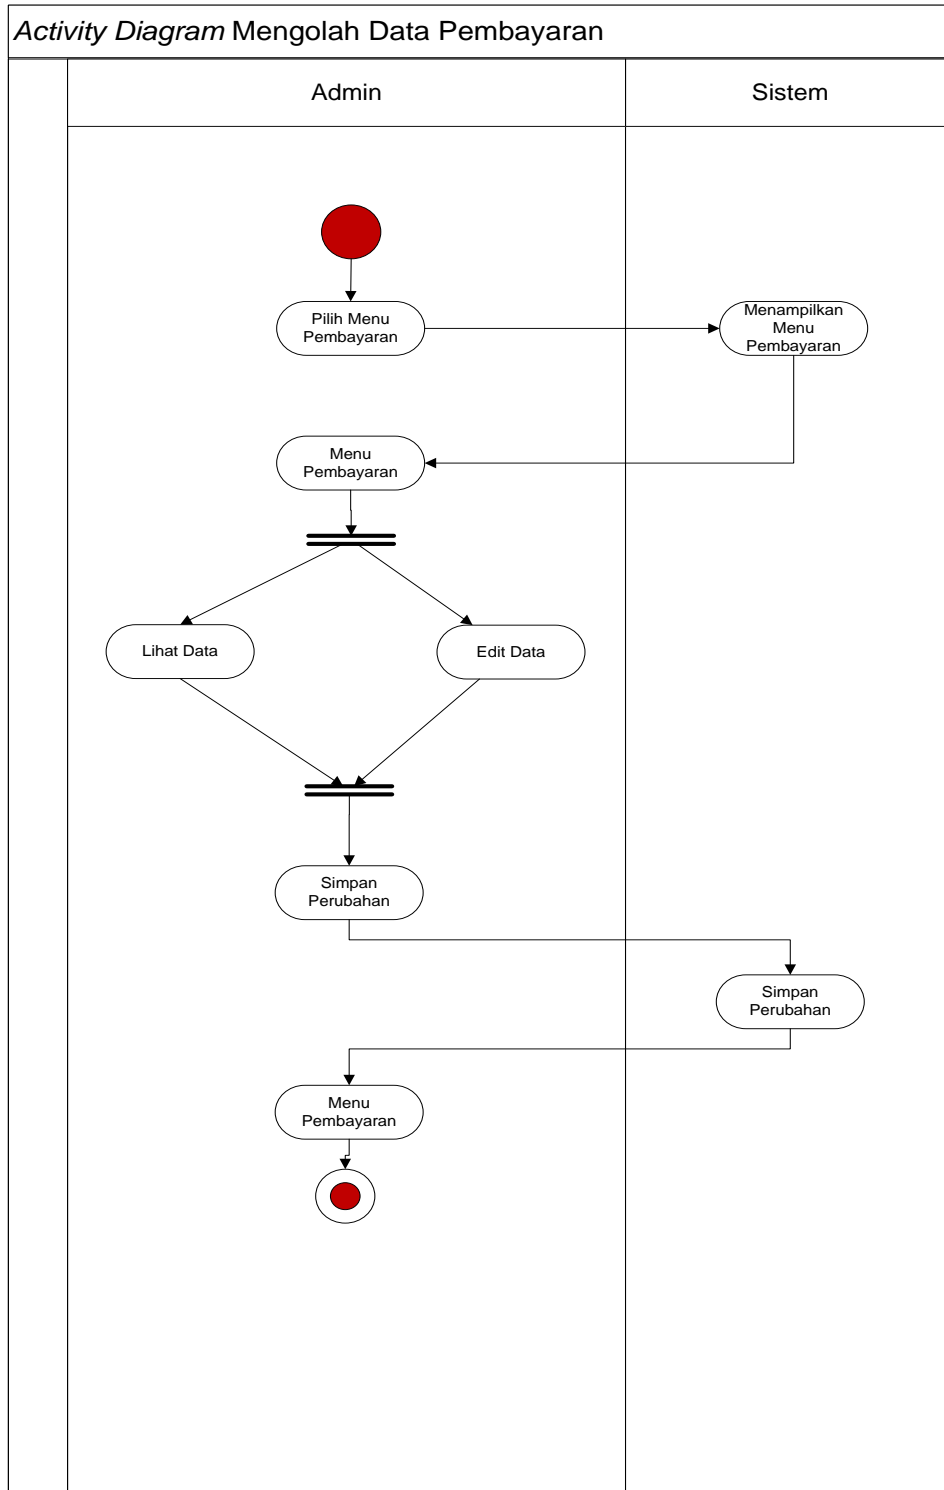 Activity Diagram Mengolah Data Pembayaran
Admin
Sistem
Pilih Menu
Pembayaran
Menampilkan
Menu
Pembayaran
Menu
Pembayaran
Lihat Data
Edit Data
Simpan
Perubahan
Simpan
Perubahan
Menu
Pembayaran